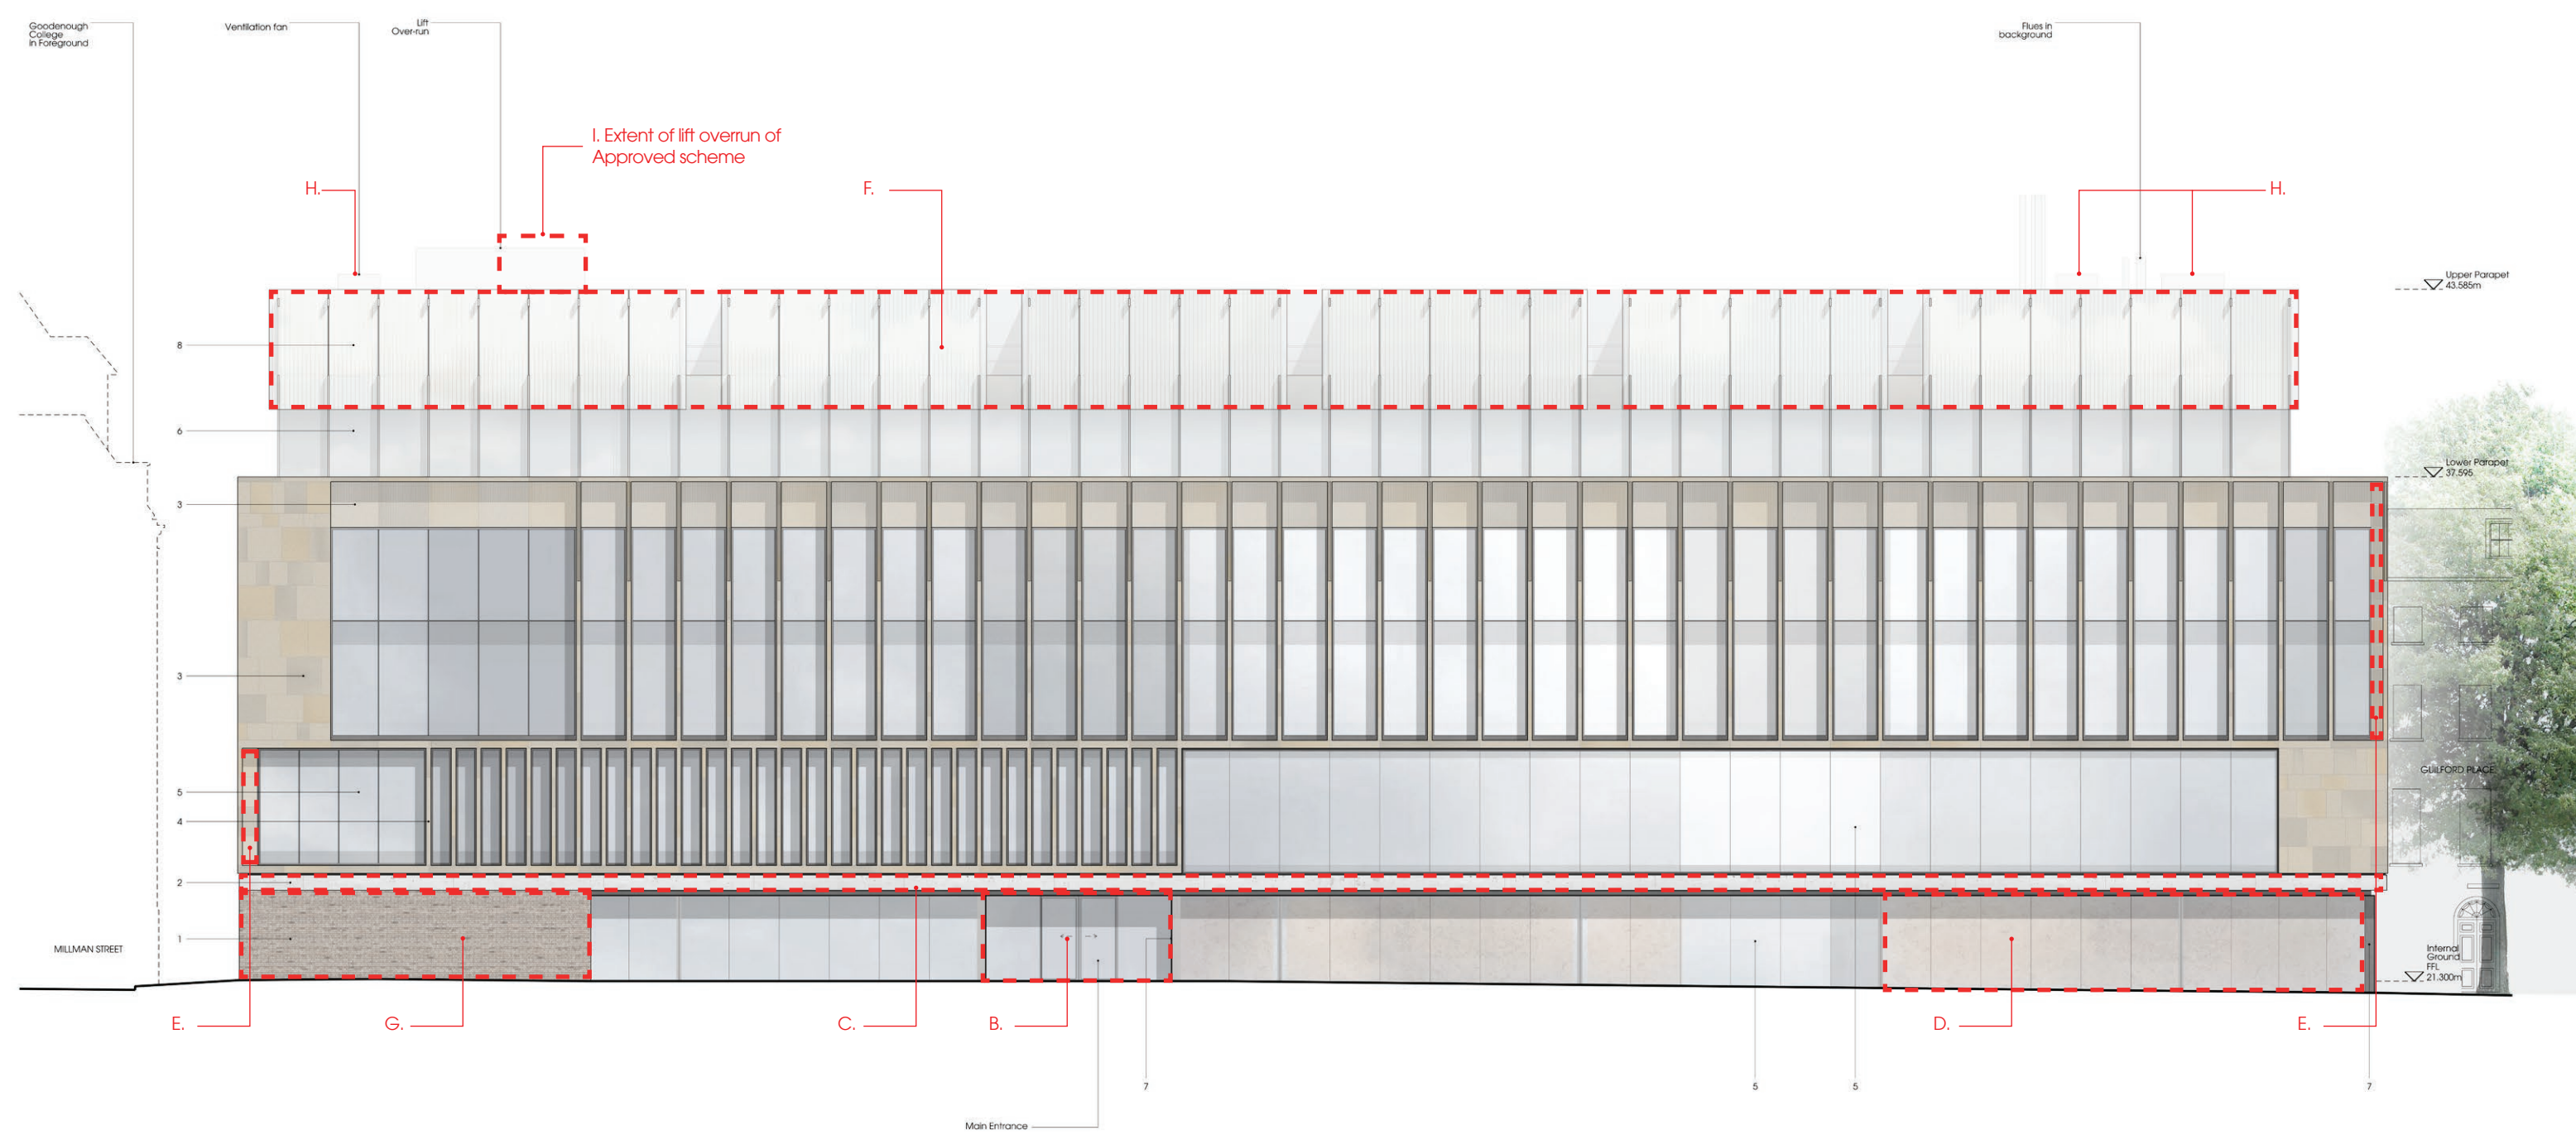 Goodenough
College
in Foreground
Ventilation fan
Lift
Over-run
Flues in
background
I. Extent of lift overrun of
Approved scheme
H.
F.
H.
Upper Parapet
43.585m
8
6
Lower Parapet
37.595
3
3
5
4
GUILFORD PLACE
2
1
MILLMAN STREET
Internal
Ground
FFL
21.300m
E.
G.
C.
B.
D.
E.
7
5
5
7
Main Entrance